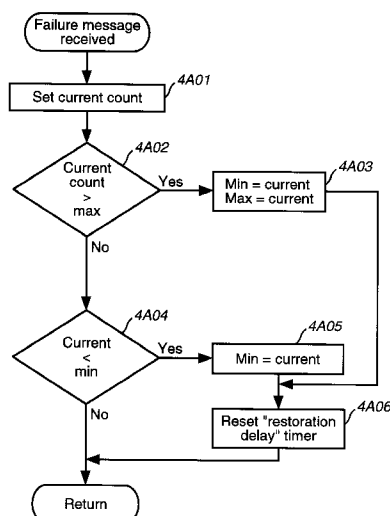 Failure message
received
4A01
Set current count
4A02
Current
count
>
max
Yes
4A03
Min = current
Max = current
No
4A04
Current
<
min
Yes
4A05
Min = current
No
4A06
Reset "restoration
delay" timer
Return